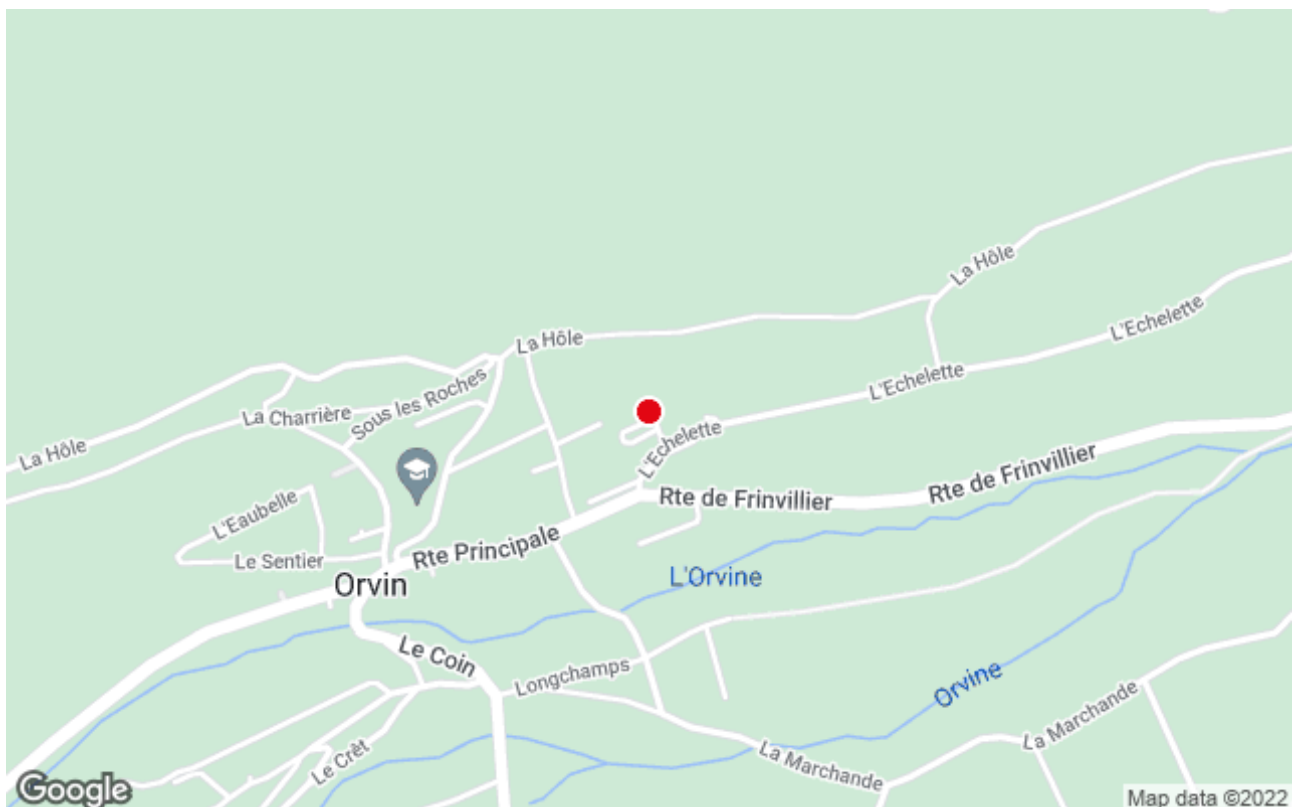 La Hôle
L'Echelette
La Hôle
L'Echelette
La Charrière
Sous les Roches
La Hôle
L'Echelette
Rte de Frinvillier
Rte de Frinvillier
L'Eaubelle
Rte Principale
Le Sentier
L'Orvine
Orvin
Le Coin
Longchamps
Orvine
La Marchande
La Marchande
Le Crêt
Google
Map data ©2022